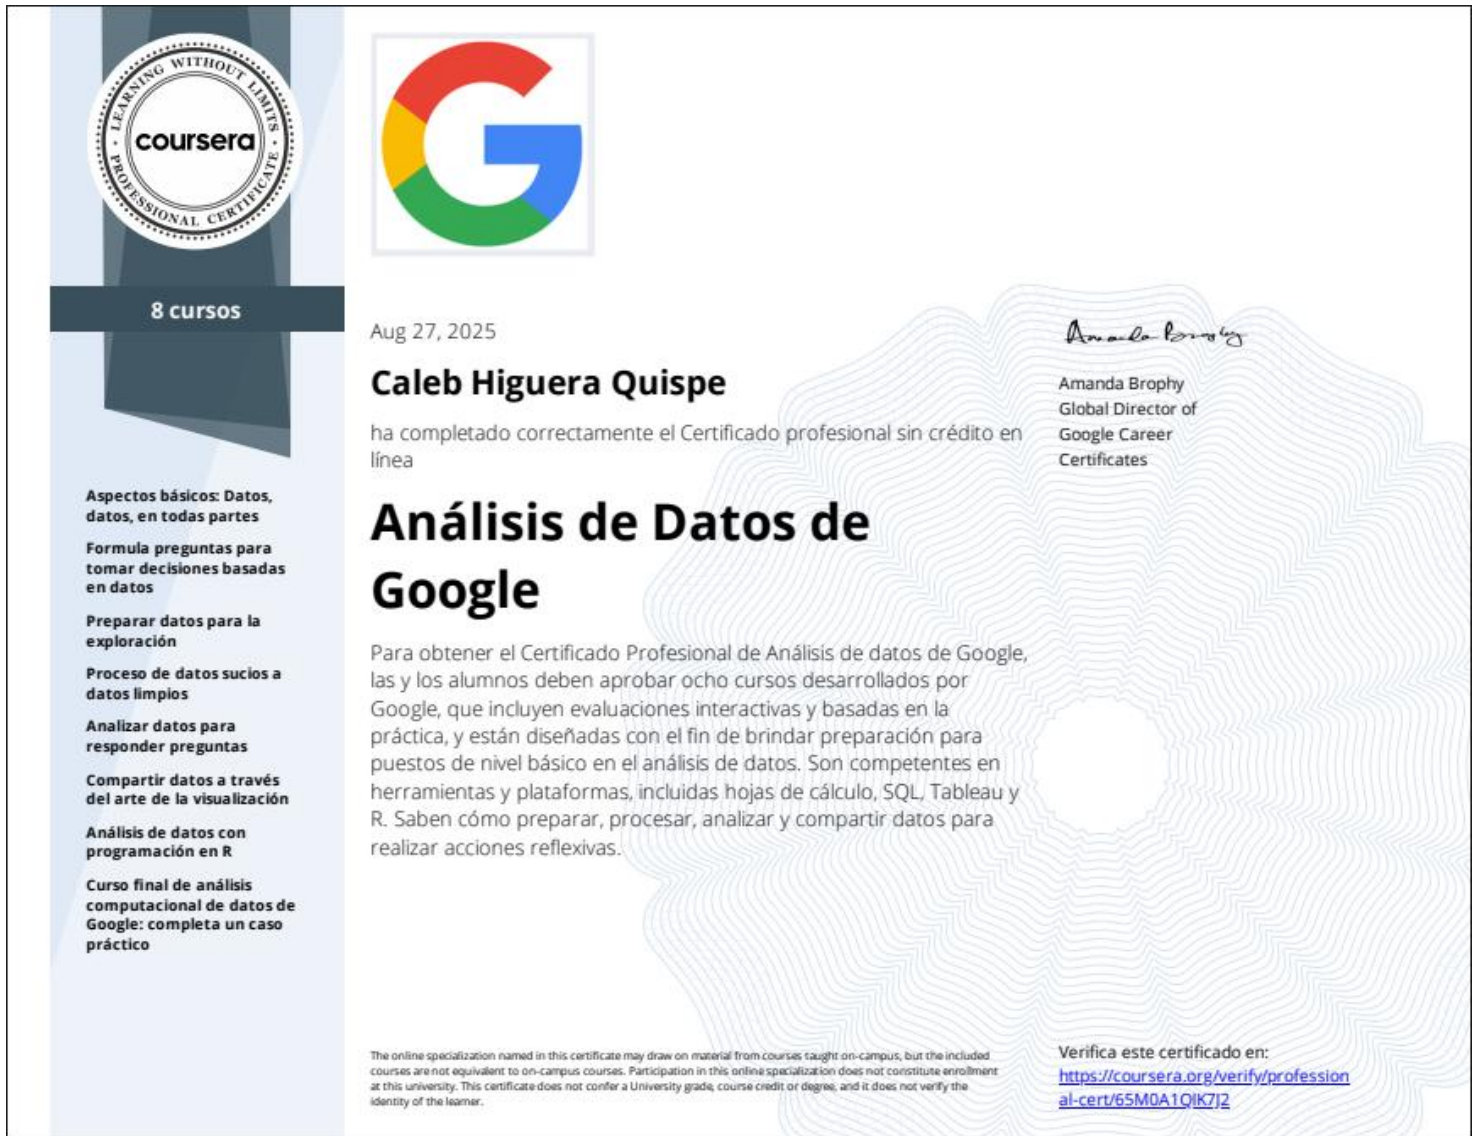 LEARNING WITHOUT LIMITS
coursera
PROFESSIONAL CERTIFICATE
8 cursos
Aspectos básicos: Datos,
datos, en todas partes
Formula preguntas para
tomar decisiones basadas
en datos
Preparar datos para la
exploración
Proceso de datos sucios a
datos limpios
Analizar datos para
responder preguntas
Compartir datos a través
del arte de la visualización
Análisis de datos con
programación en R
Curso final de análisis
computacional de datos de
Google: completa un caso
práctico
Aug 27, 2025
Caleb Higuera Quispe
ha completado correctamente el Certificado profesional sin crédito en
línea
Análisis de Datos de
Google
Para obtener el Certificado Profesional de Análisis de datos de Google,
las y los alumnos deben aprobar ocho cursos desarrollados por
Google, que incluyen evaluaciones interactivas y basadas en la
práctica, y están diseñadas con el fin de brindar preparación para
puestos de nivel básico en el análisis de datos. Son competentes en
herramientas y plataformas, incluidas hojas de cálculo, SQL, Tableau y
R. Saben cómo preparar, procesar, analizar y compartir datos para
realizar acciones reflexivas.
Amanda Brophy
Amanda Brophy
Global Director of
Google Career
Certificates
The online specialization named in this certificate may draw on material from courses taught on-campus, but the included
courses are not equivalent to on-campus courses. Participation in this online specialization does not constitute enrollment
at this university. This certificate does not confer a University grade, course credit or degree, and it does not verify the
identity of the learner.
Verifica este certificado en:
https://coursera.org/verify/profession
al-cert/65M0A1QIK7J2